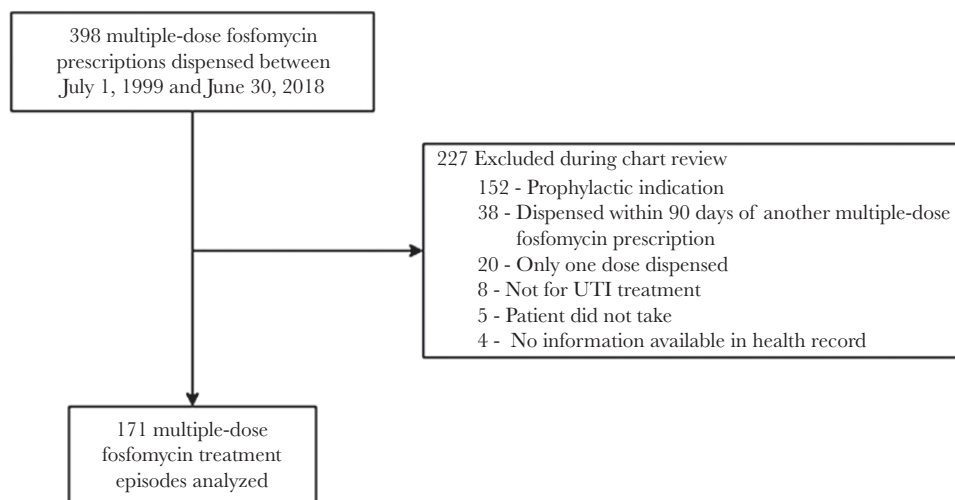 398 multiple-dose fosfomycin
prescriptions dispensed between
July 1, 1999 and June 30, 2018
227 Excluded during chart review
152 - Prophylactic indication
38 - Dispensed within 90 days of another multiple-dose
fosfomycin prescription
20 - Only one dose dispensed
8 - Not for UTI treatment
5 - Patient did not take
4 - No information available in health record
171 multiple-dose
fosfomycin treatment
episodes analyzed